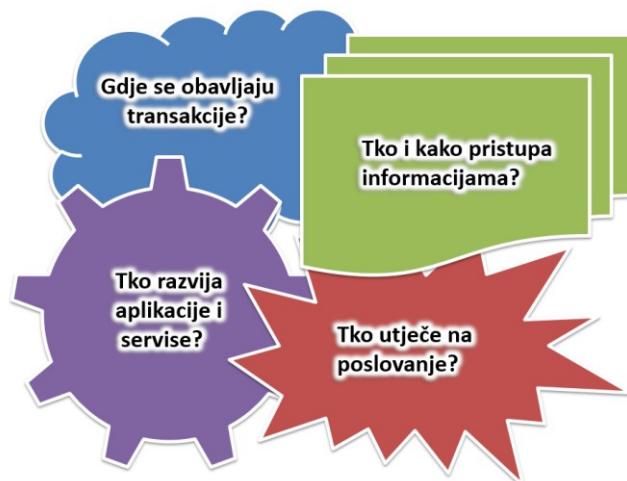 Gdje se obavljaju
transakcije?
Tko i kako pristupa
informacijama?
Tko razvija
aplikacije i
servise?
Tko utječe na
poslovanje?